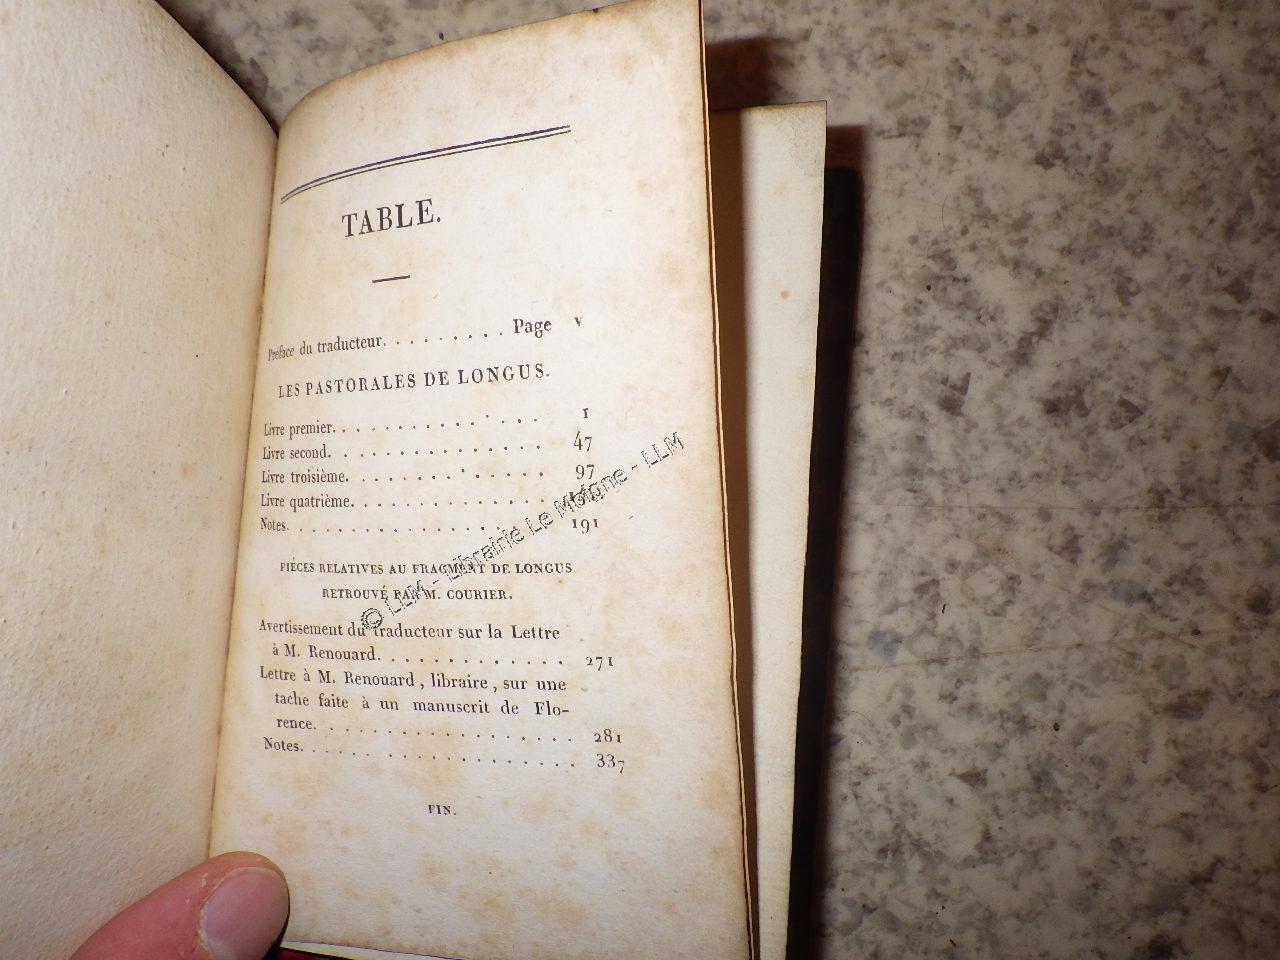 TABLE.
Préface du traducteur. . . . . . . . . . Page v
LES PASTORALES DE LONGUS.
Livre premier. . . . . . . . . . . . . . . 1
Livre second. . . . . . . . . . . . . . . 47
Livre troisième. . . . . . . . . . . . . . 97
Livre quatrième. . . . . . . . . . . . . .
Notes. . . . . . . . . . . . . . . . . . 191
PIÈCES RELATIVES AU FRAGMENT DE LONGUS
RETROUVÉ PAR M. COURIER.
Avertissement du traducteur sur la Lettre
à M. Renouard. . . . . . . . . . . . . . 271
Lettre à M. Renouard, libraire, sur une
tache faite à un manuscrit de Flo-
rence. . . . . . . . . . . . . . . . . . 281
Notes. . . . . . . . . . . . . . . . . . 337
FIN.
© LLM - Librairie Le Moigne - LLM